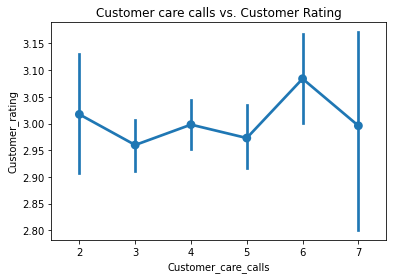 Customer care calls vs. Customer Rating
3.15
3.10
3.05
3.00
2.95
2.90
2.85
2.80
Customer_rating
2 3 4 5 6 7
Customer_care_calls